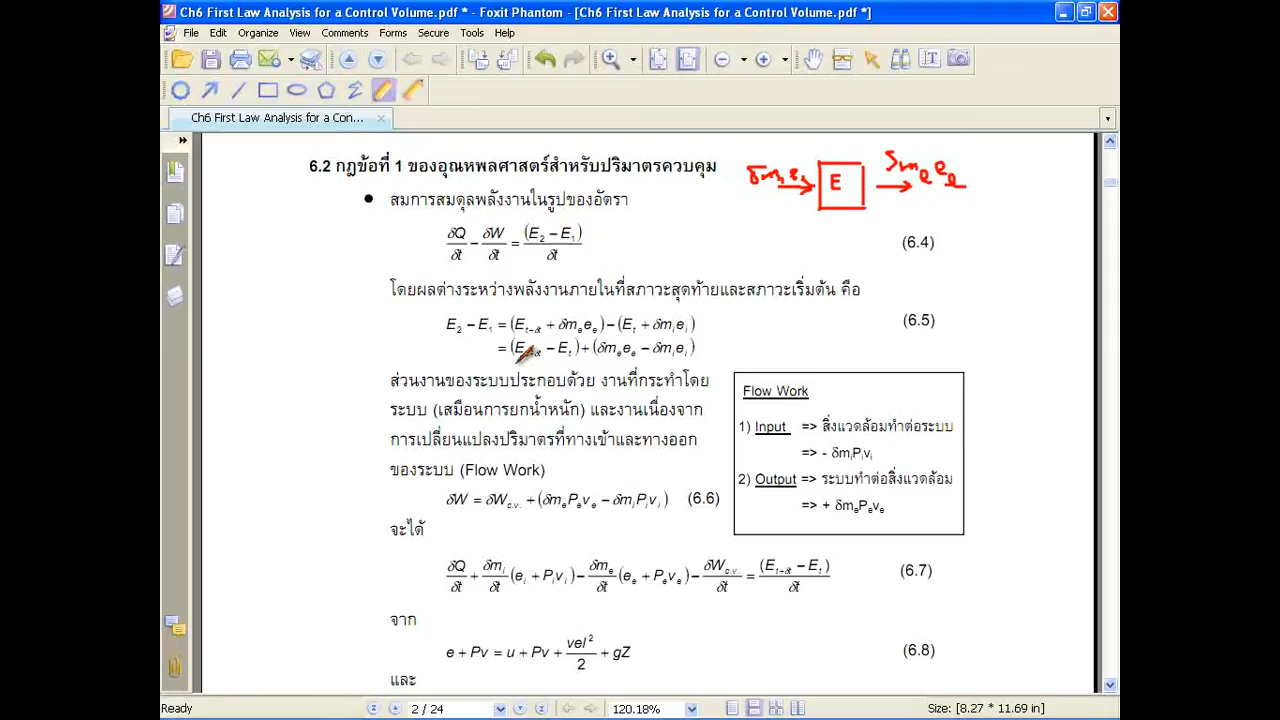 Ch6 First Law Analysis for a Control Volume.pdf * - Foxit Phantom - [Ch6 First Law Analysis for a Control Volume.pdf *]
File Edit Organize View Comments Forms Secure Tools Help
Ch6 First Law Analysis for a Con...
6.2 กฎข้อที่ 1 ของอุณหพลศาสตร์สำหรับปริมาตรควบคุม
δmᵢeᵢ E δmₑeₑ
● สมการสมดุลพลังงานในรูปของอัตรา
δQ/δt − δW/δt = (E₂ − E₁)/δt (6.4)
โดยผลต่างระหว่างพลังงานภายในที่สภาวะสุดท้ายและสภาวะเริ่มต้น คือ
E₂ − E₁ = (Eₜ₊δₜ + δmₑeₑ) − (Eₜ + δmᵢeᵢ) (6.5)
= (Eₜ₊δₜ − Eₜ) + (δmₑeₑ − δmᵢeᵢ)
ส่วนงานของระบบประกอบด้วย งานที่กระทำโดย
ระบบ (เสมือนการยกน้ำหนัก) และงานเนื่องจาก
การเปลี่ยนแปลงปริมาตรที่ทางเข้าและทางออก
ของระบบ (Flow Work)
δW = δW_c.v. + (δmₑPₑvₑ − δmᵢPᵢvᵢ) (6.6)
Flow Work
1) Input => สิ่งแวดล้อมทำต่อระบบ
=> - δmᵢPᵢvᵢ
2) Output => ระบบทำต่อสิ่งแวดล้อม
=> + δmₑPₑvₑ
จะได้
δQ/δt + δmᵢ/δt (eᵢ + Pᵢvᵢ) − δmₑ/δt (eₑ + Pₑvₑ) − δW_c.v./δt = (Eₜ₊δₜ − Eₜ)/δt (6.7)
จาก
e + Pv = u + Pv + vel²/2 + gZ (6.8)
และ
Ready 2 / 24 120.18% Size: [8.27 * 11.69 in]